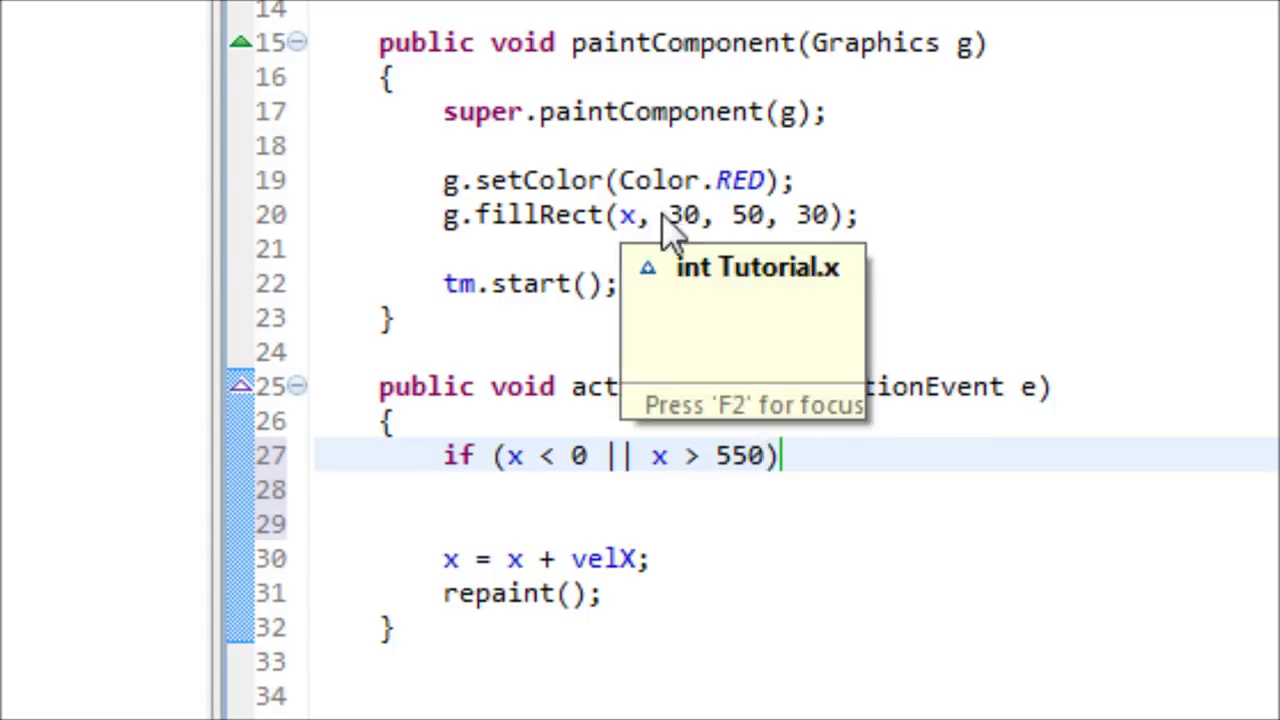 14
15 public void paintComponent(Graphics g)
16 {
17 super.paintComponent(g);
18
19 g.setColor(Color.RED);
20 g.fillRect(x, 30, 50, 30);
21
int Tutorial.x
22 tm.start();
23 }
24
25 public void act tionEvent e)
Press 'F2' for focus
26 {
27 if (x < 0 || x > 550)
28
29
30 x = x + velX;
31 repaint();
32 }
33
34